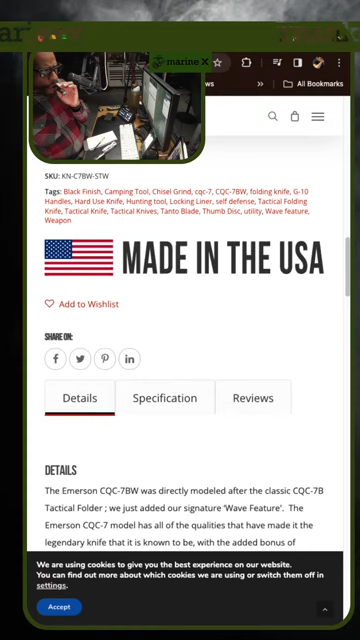 marine X
All Bookmarks
SKU: KN-C7BW-STW
Tags: Black Finish, Camping Tool, Chisel Grind, cqc-7, CQC-7BW, folding knife, G-10
Handles, Hard Use Knife, Hunting tool, Locking Liner, self defense, Tactical Folding
Knife, Tactical Knife, Tactical Knives, Tanto Blade, Thumb Disc, utility, Wave feature,
Weapon
MADE IN THE USA
Add to Wishlist
SHARE ON:
Details
Specification
Reviews
DETAILS
The Emerson CQC-7BW was directly modeled after the classic CQC-7B
Tactical Folder ; we just added our signature ‘Wave Feature’. The
Emerson CQC-7 model has all of the qualities that have made it the
legendary knife that it is known to be, with the added bonus of
We are using cookies to give you the best experience on our website.
You can find out more about which cookies we are using or switch them off in
settings.
Accept